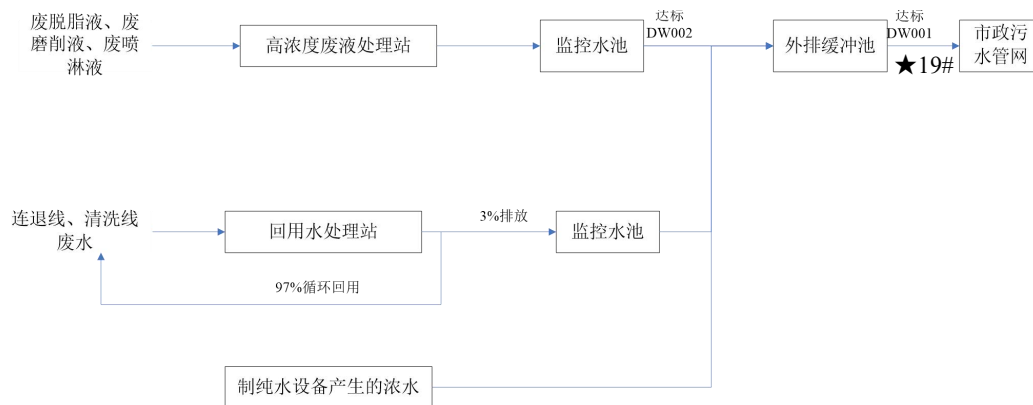 废脱脂液、废
磨削液、废喷
淋液
高浓度废液处理站
监控水池
达标
DW002
外排缓冲池
达标
DW001
★19#
市政污
水管网
连退线、清洗线
废水
回用水处理站
3%排放
监控水池
97%循环回用
制纯水设备产生的浓水